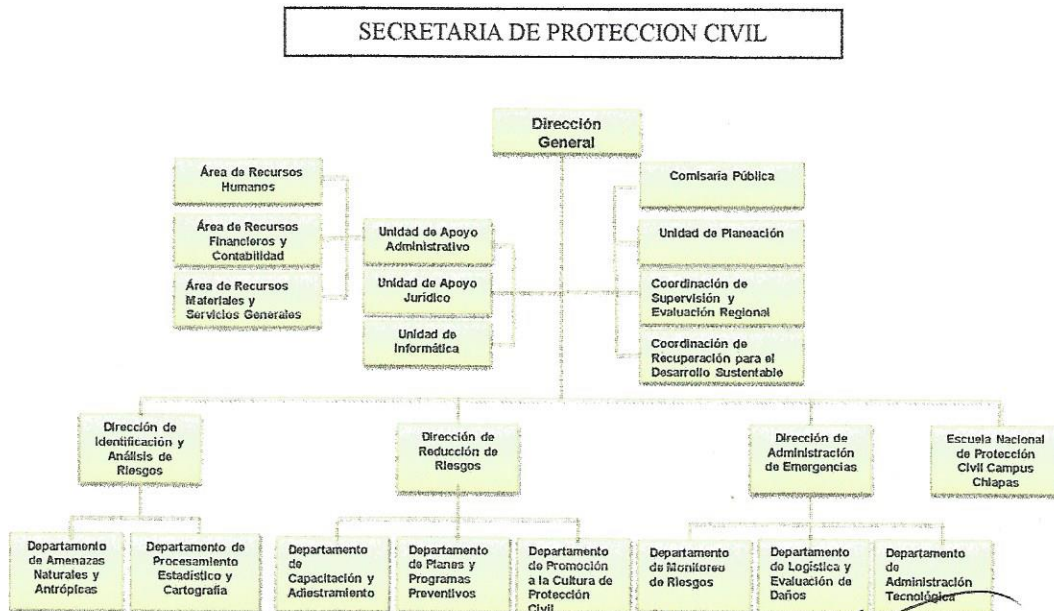 SECRETARIA DE PROTECCION CIVIL
Dirección
General
Área de Recursos
Humanos
Área de Recursos
Financieros y
Contabilidad
Área de Recursos
Materiales y
Servicios Generales
Unidad de Apoyo
Administrativo
Unidad de Apoyo
Jurídico
Unidad de
Informática
Comisaría Pública
Unidad de Planeación
Coordinación de
Supervisión y
Evaluación Regional
Coordinación de
Recuperación para el
Desarrollo Sustentable
Dirección de
Identificación y
Análisis de
Riesgos
Dirección de
Reducción de
Riesgos
Dirección de
Administración
de Emergencias
Escuela Nacional
de Protección
Civil Campus
Chiapas
Departamento
de Amenazas
Naturales y
Antrópicas
Departamento de
Procesamiento
Estadístico y
Cartografía
Departamento
de
Capacitación y
Adiestramiento
Departamento
de Planes y
Programas
Preventivos
Departamento
de Promoción
a la Cultura de
Protección
Civil
Departamento
de Monitoreo
de Riesgos
Departamento
de Logística y
Evaluación de
Daños
Departamento
de
Administración
Tecnológica